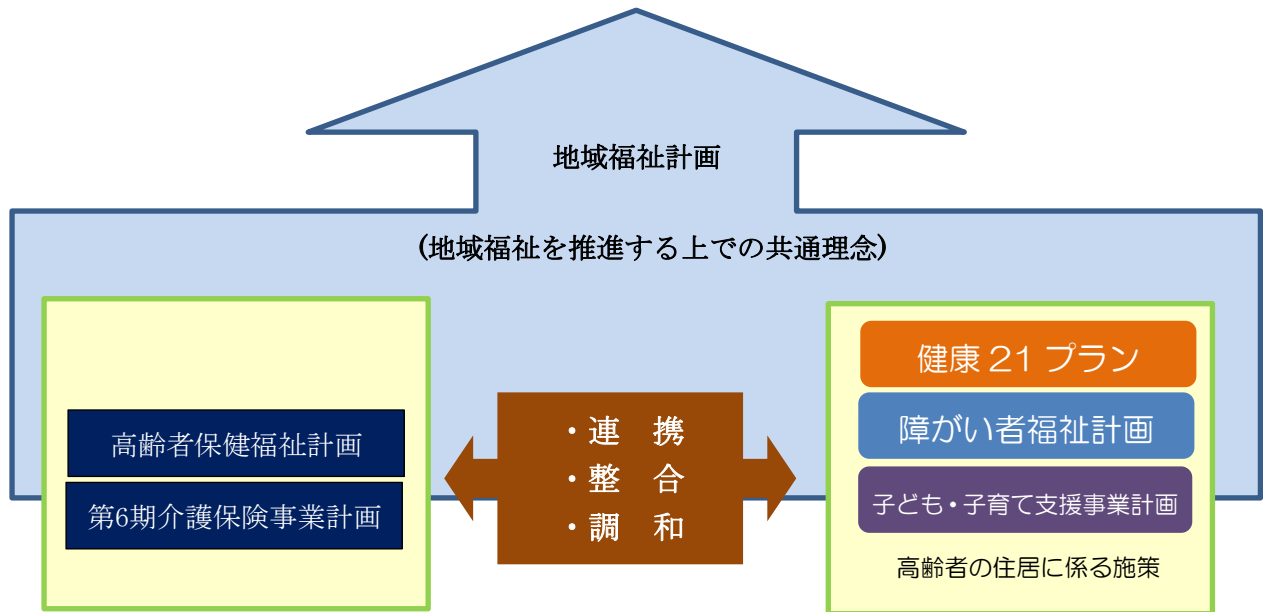 地域福祉計画
(地域福祉を推進する上での共通理念)
高齢者保健福祉計画
第6期介護保険事業計画
・連　携
・整　合
・調　和
健康 21 プラン
障がい者福祉計画
子ども・子育て支援事業計画
高齢者の住居に係る施策